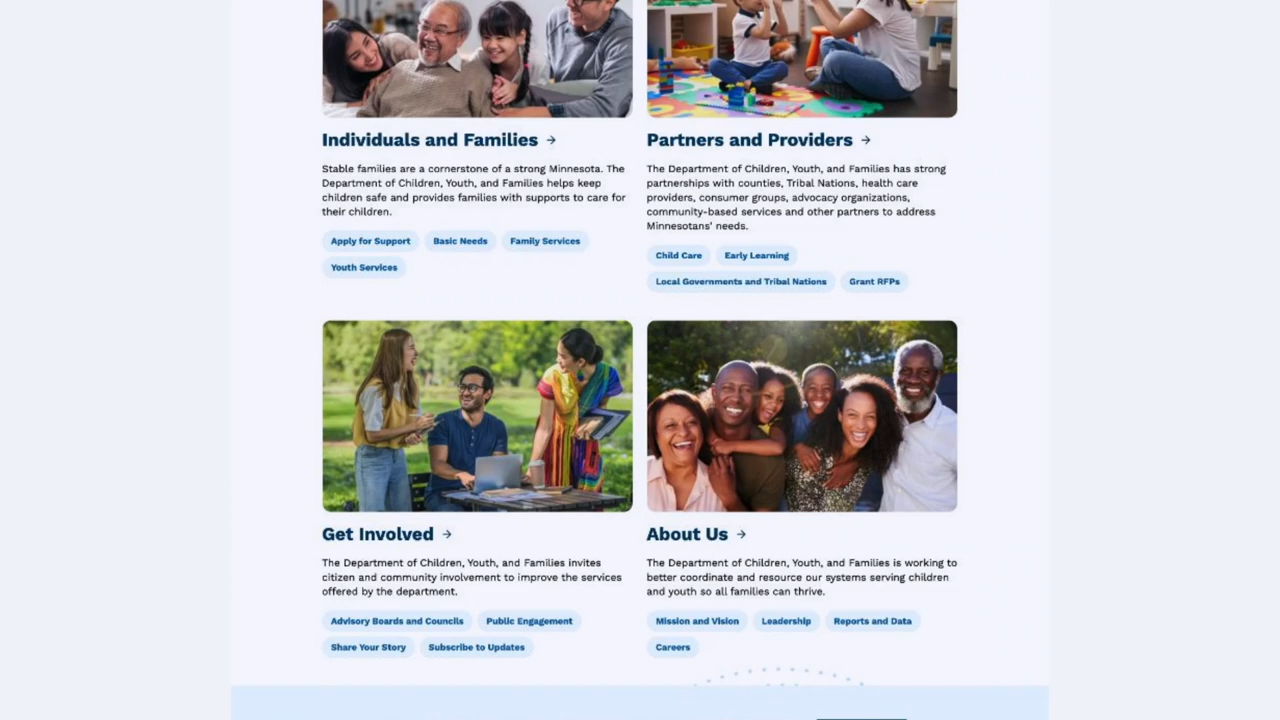 Individuals and Families →
Stable families are a cornerstone of a strong Minnesota. The
Department of Children, Youth, and Families helps keep
children safe and provides families with supports to care for
their children.
Apply for Support
Basic Needs
Family Services
Youth Services
Partners and Providers →
The Department of Children, Youth, and Families has strong
partnerships with counties, Tribal Nations, health care
providers, consumer groups, advocacy organizations,
community-based services and other partners to address
Minnesotans' needs.
Child Care
Early Learning
Local Governments and Tribal Nations
Grant RFPs
Get Involved →
The Department of Children, Youth, and Families invites
citizen and community involvement to improve the services
offered by the department.
Advisory Boards and Councils
Public Engagement
Share Your Story
Subscribe to Updates
About Us →
The Department of Children, Youth, and Families is working to
better coordinate and resource our systems serving children
and youth so all families can thrive.
Mission and Vision
Leadership
Reports and Data
Careers